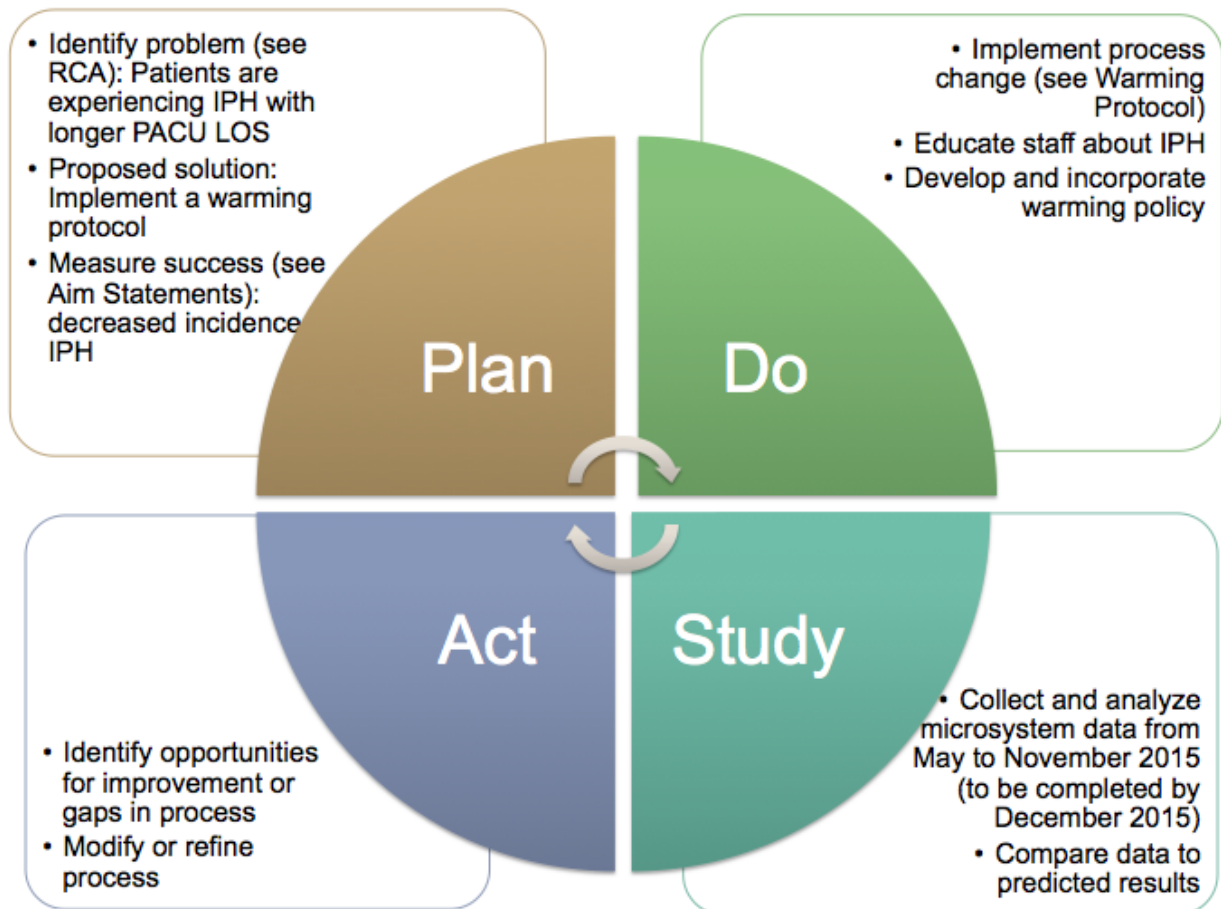 • Identify problem (see
RCA): Patients are
experiencing IPH with
longer PACU LOS
• Proposed solution:
Implement a warming
protocol
• Measure success (see
Aim Statements):
decreased incidence
IPH
Plan
• Implement process
change (see Warming
Protocol)
• Educate staff about IPH
• Develop and incorporate
warming policy
Do
Act
• Identify opportunities
for improvement or
gaps in process
• Modify or refine
process
Study
• Collect and analyze
microsystem data from
May to November 2015
(to be completed by
December 2015)
• Compare data to
predicted results